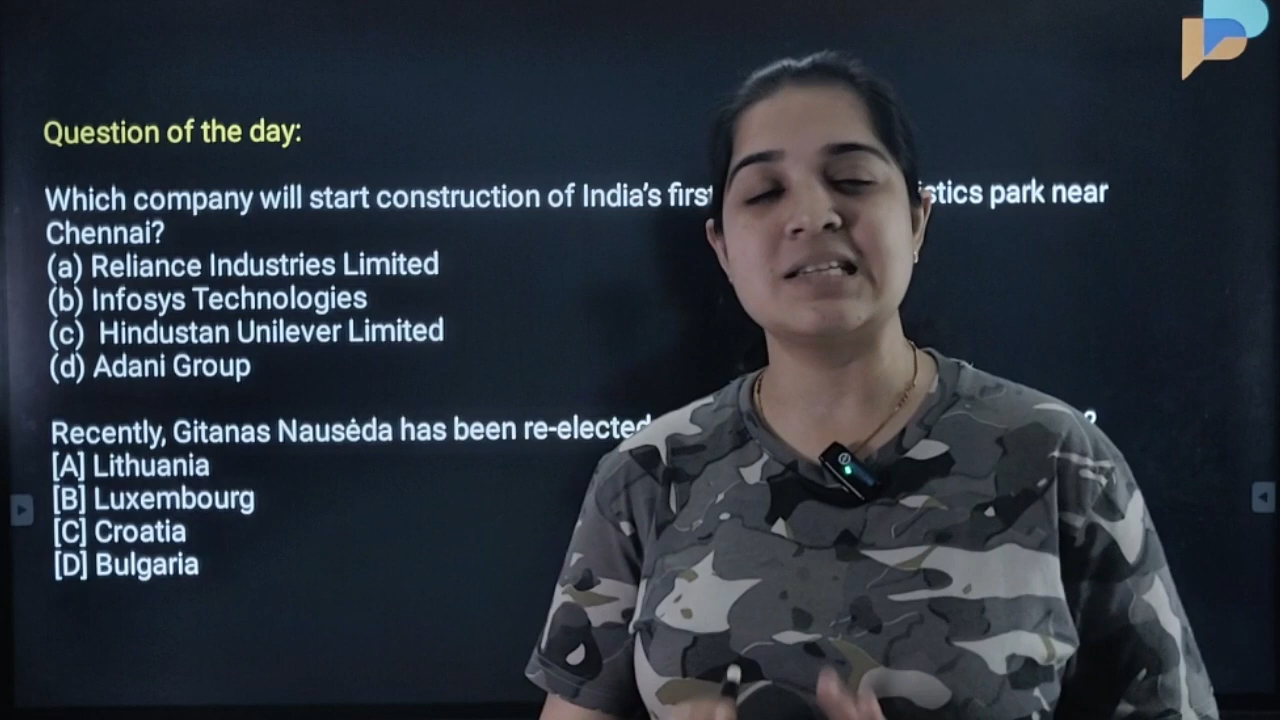 Question of the day:
Which company will start construction of India's first stics park near
Chennai?
(a) Reliance Industries Limited
(b) Infosys Technologies
(c) Hindustan Unilever Limited
(d) Adani Group
Recently, Gitanas Nausėda has been re-elected ?
[A] Lithuania
[B] Luxembourg
[C] Croatia
[D] Bulgaria